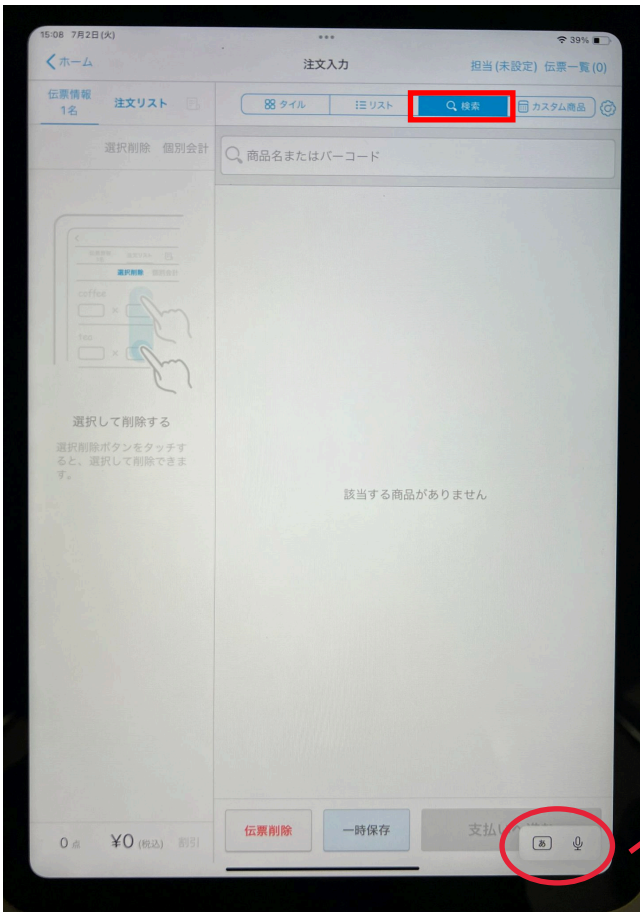 15:08 7月2日(火)
39%
ホーム
注文入力
担当(未設定) 伝票一覧(0)
伝票情報
1名
注文リスト
タイル
リスト
検索
カスタム商品
選択削除 個別会計
商品名またはバーコード
選択削除
coffee
×
tea
×
選択して削除する
選択削除ボタンをタッチす
ると、選択して削除できま
す。
該当する商品がありません
伝票削除
一時保存
支払い
0点 ¥0 (税込) 割引
あ